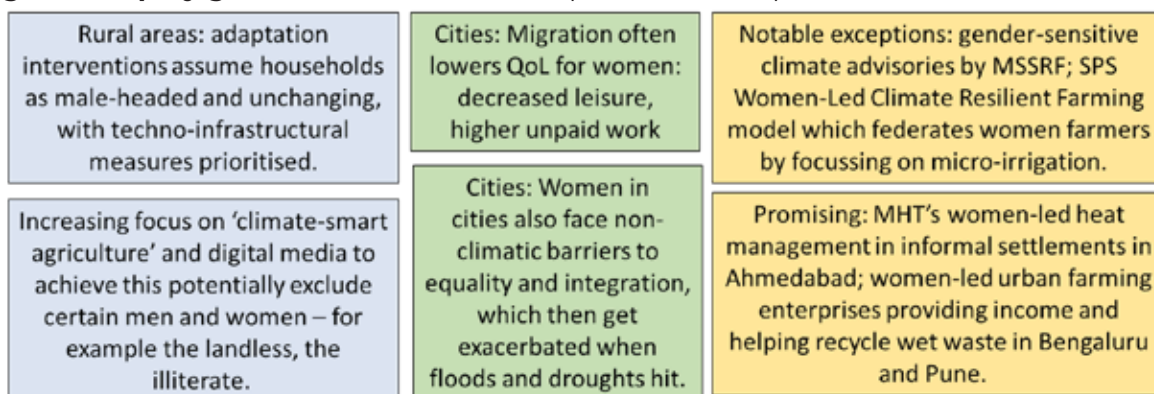 Rural areas: adaptation
interventions assume households
as male-headed and unchanging,
with techno-infrastructural
measures prioritised.
Increasing focus on ‘climate-smart
agriculture’ and digital media to
achieve this potentially exclude
certain men and women – for
example the landless, the
illiterate.
Cities: Migration often
lowers QoL for women:
decreased leisure,
higher unpaid work
Cities: Women in
cities also face non-
climatic barriers to
equality and integration,
which then get
exacerbated when
floods and droughts hit.
Notable exceptions: gender-sensitive
climate advisories by MSSRF; SPS
Women-Led Climate Resilient Farming
model which federates women farmers
by focussing on micro-irrigation.
Promising: MHT’s women-led heat
management in informal settlements in
Ahmedabad; women-led urban farming
enterprises providing income and
helping recycle wet waste in Bengaluru
and Pune.